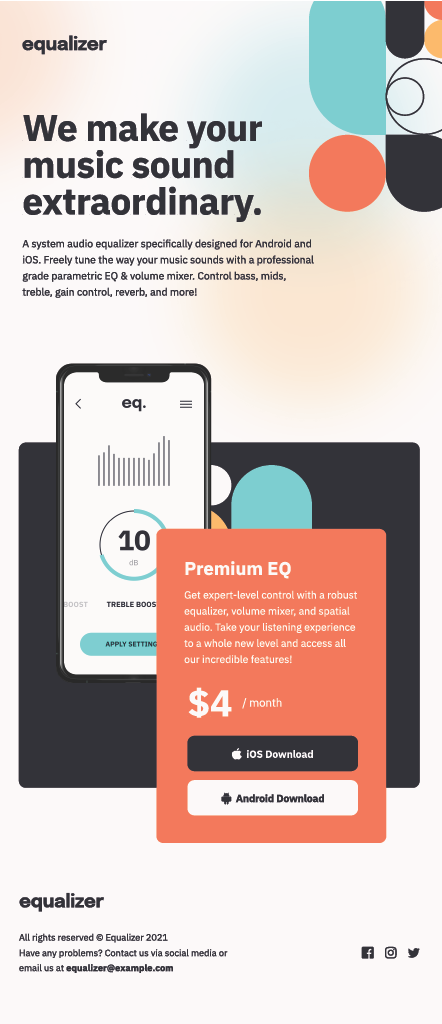 equalizer
We make your
music sound
extraordinary.
A system audio equalizer specifically designed for Android and
iOS. Freely tune the way your music sounds with a professional
grade parametric EQ & volume mixer. Control bass, mids,
treble, gain control, reverb, and more!
eq.
10
dB
BOOST
TREBLE BOOS
APPLY SETTING
Premium EQ
Get expert-level control with a robust
equalizer, volume mixer, and spatial
audio. Take your listening experience
to a whole new level and access all
our incredible features!
$4 / month
iOS Download
Android Download
equalizer
All rights reserved © Equalizer 2021
Have any problems? Contact us via social media or
email us at equalizer@example.com